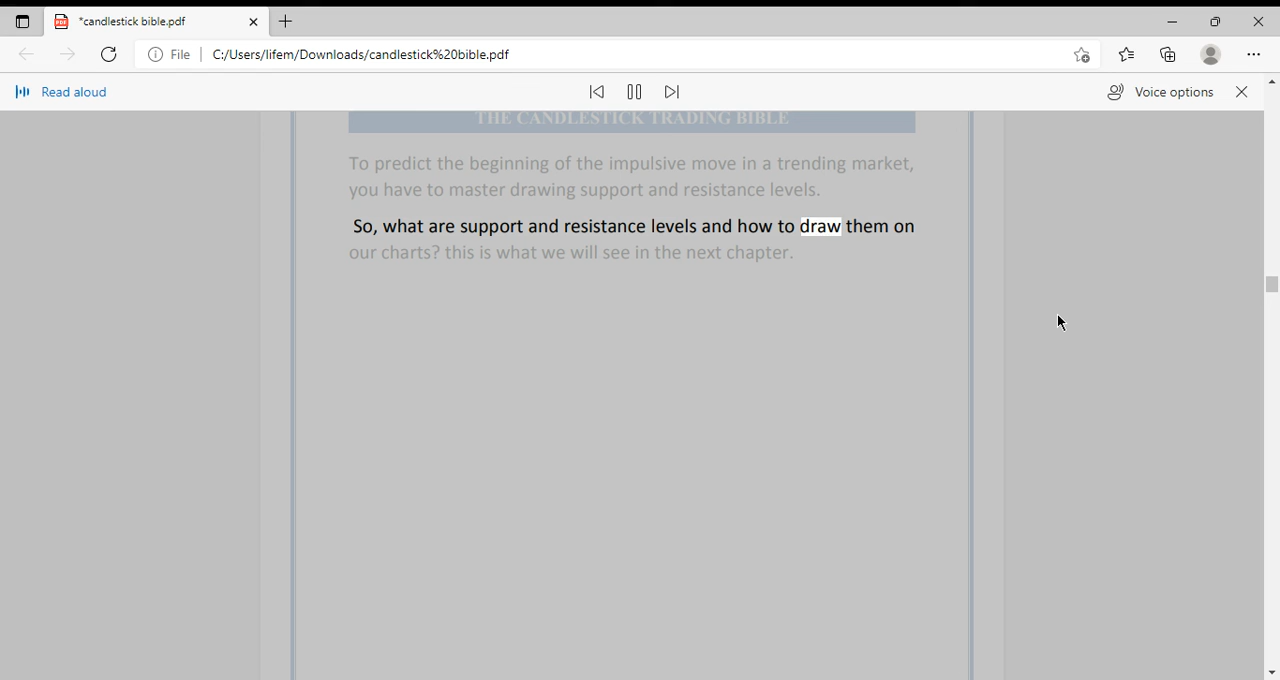 *candlestick bible.pdf
File
C:/Users/lifem/Downloads/candlestick%20bible.pdf
Read aloud
Voice options
THE CANDLESTICK TRADING BIBLE
To predict the beginning of the impulsive move in a trending market,
you have to master drawing support and resistance levels.
So, what are support and resistance levels and how to draw them on
our charts? this is what we will see in the next chapter.